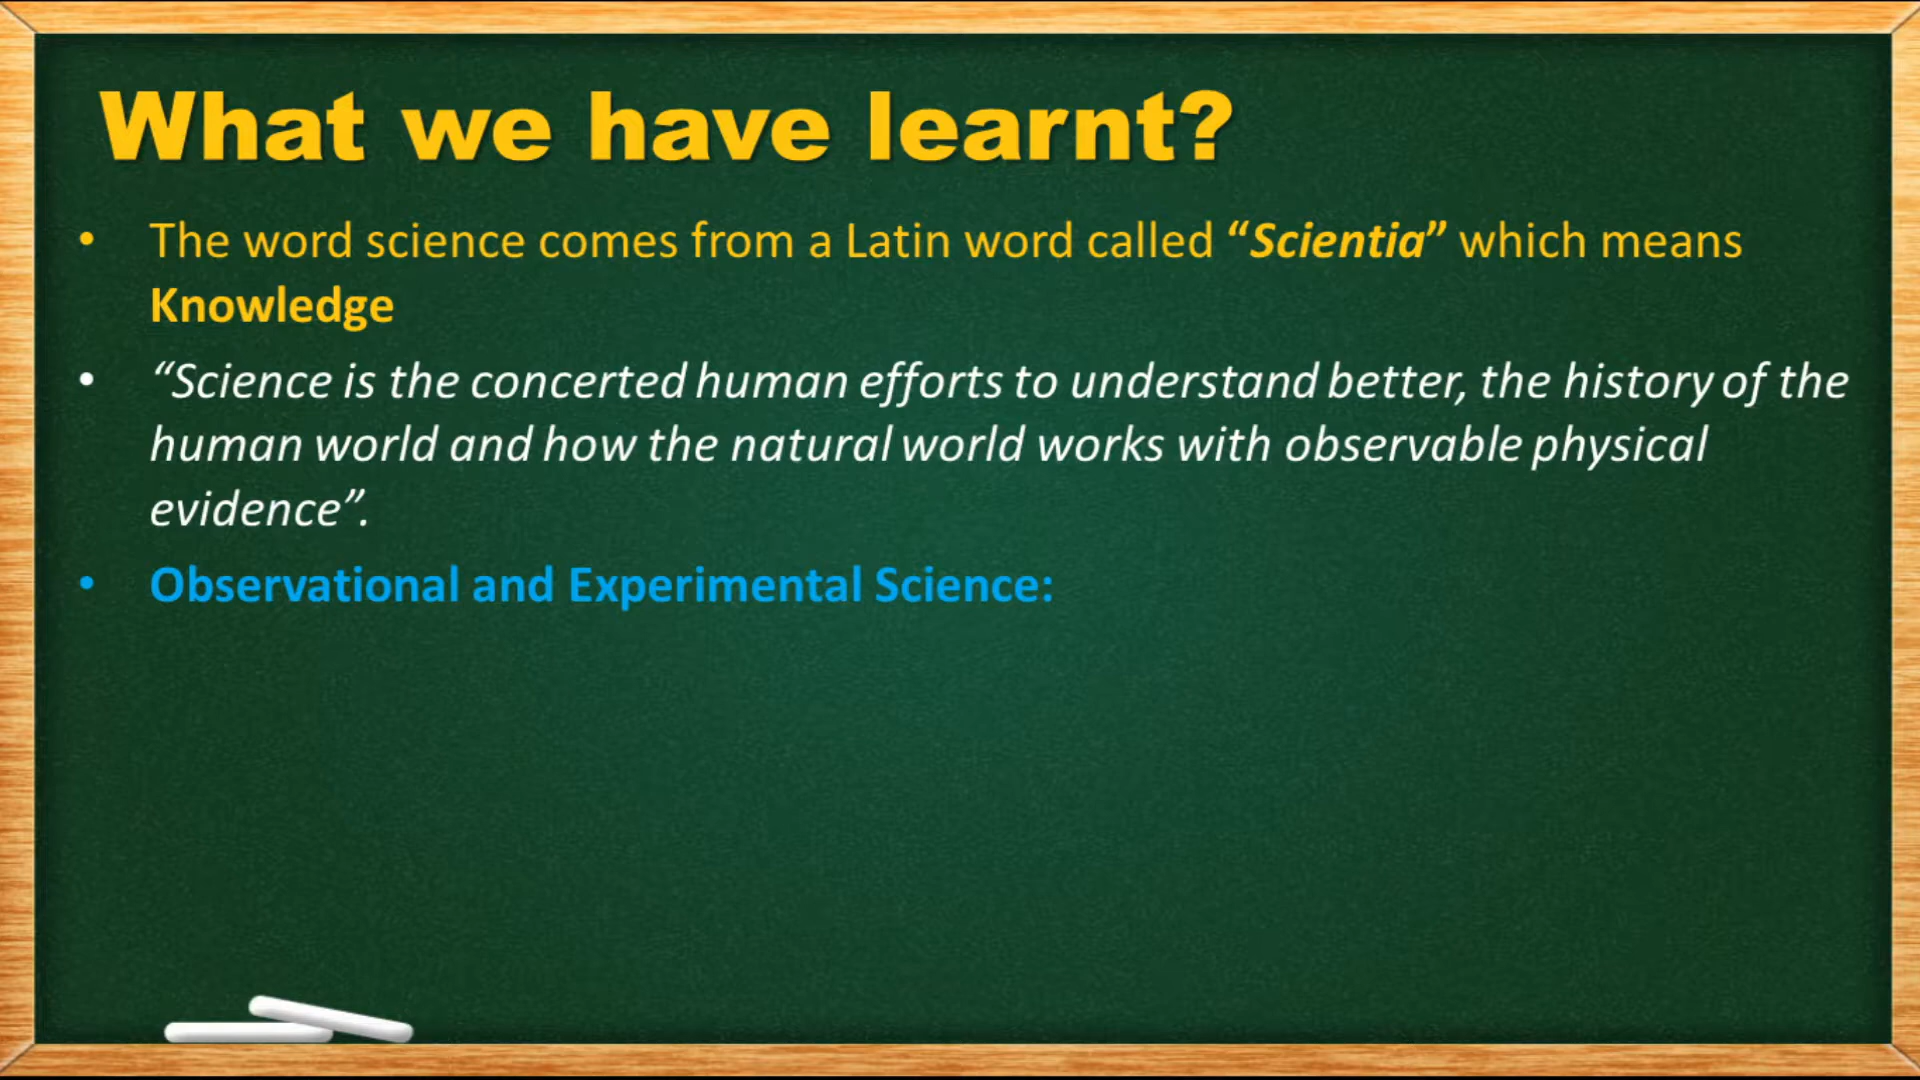 What we have learnt?
• The word science comes from a Latin word called “Scientia” which means
Knowledge
• “Science is the concerted human efforts to understand better, the history of the
human world and how the natural world works with observable physical
evidence”.
• Observational and Experimental Science: